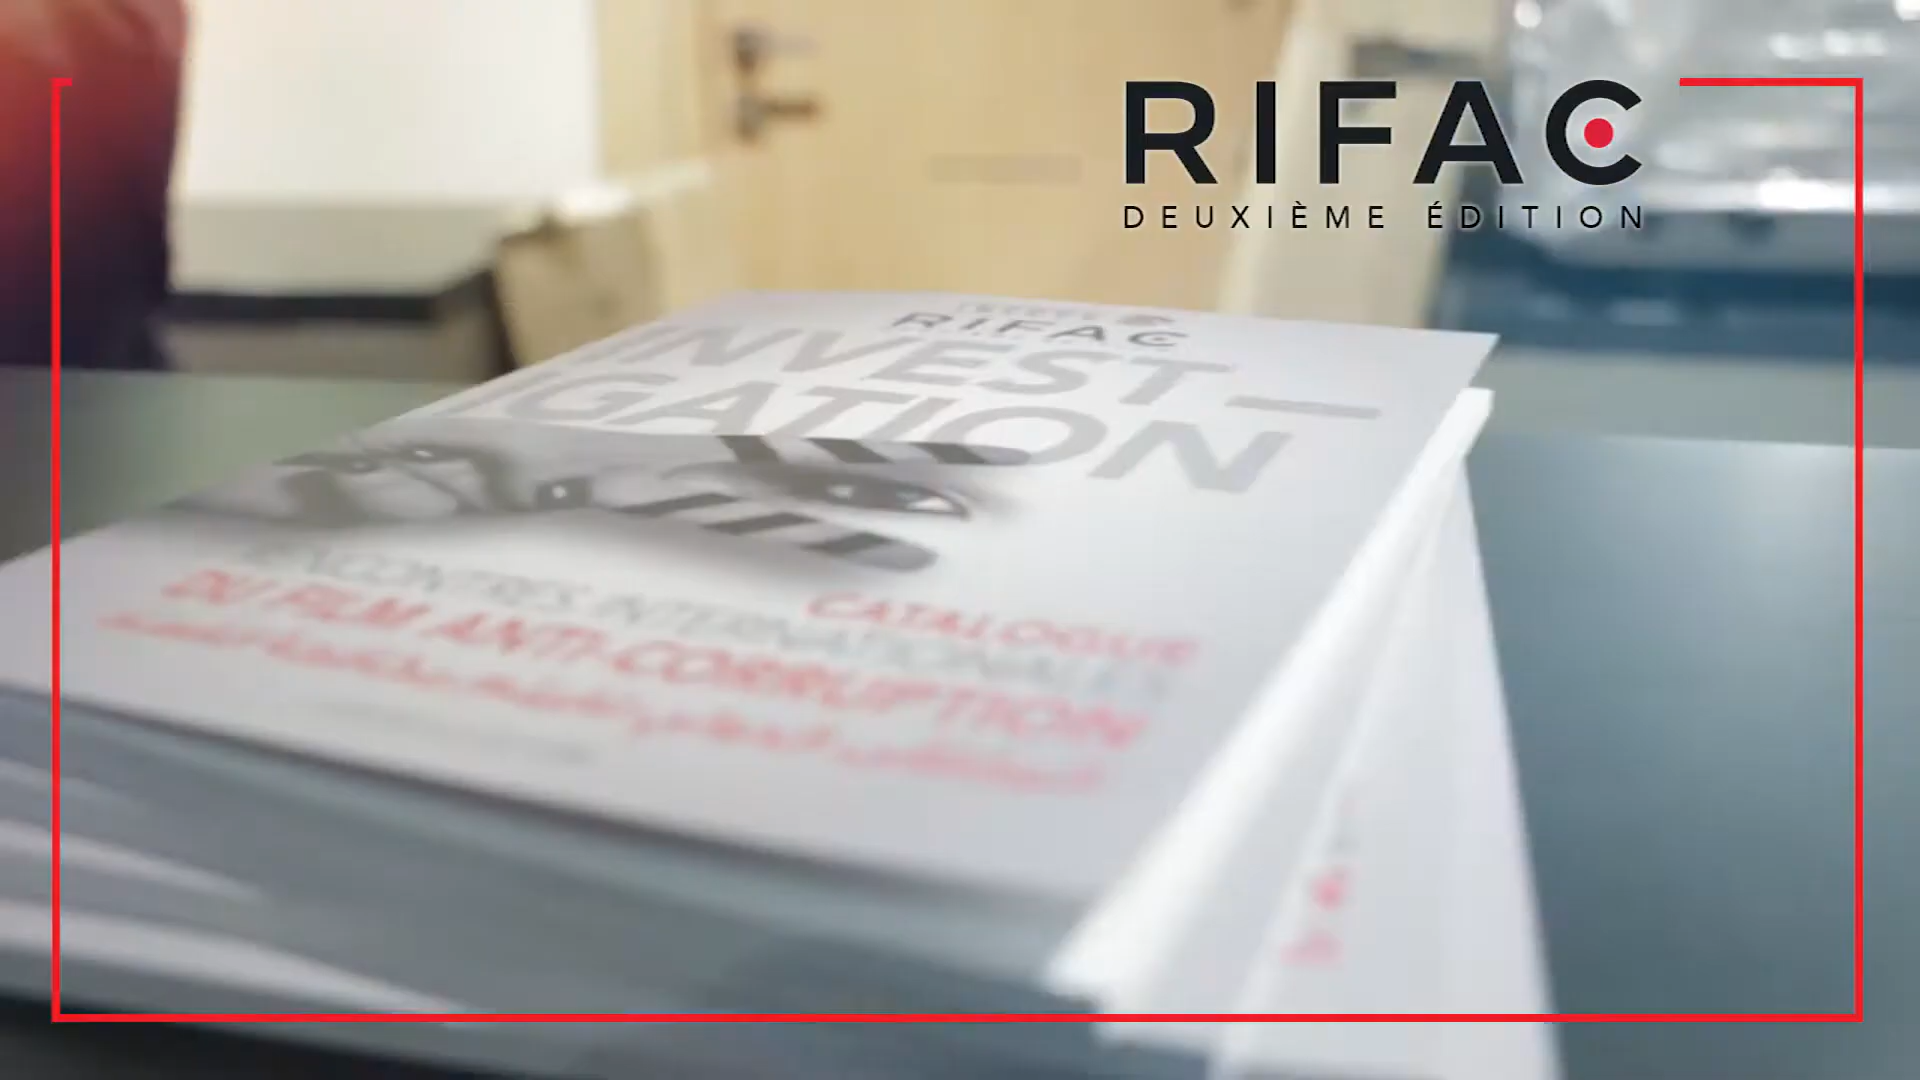 RIFAC
DEUXIÈME ÉDITION
RIFAC
INVEST—
IGATION
CATALOGUE
RENCONTRES INTERNATIONALES
DU FILM ANTI-CORRUPTION